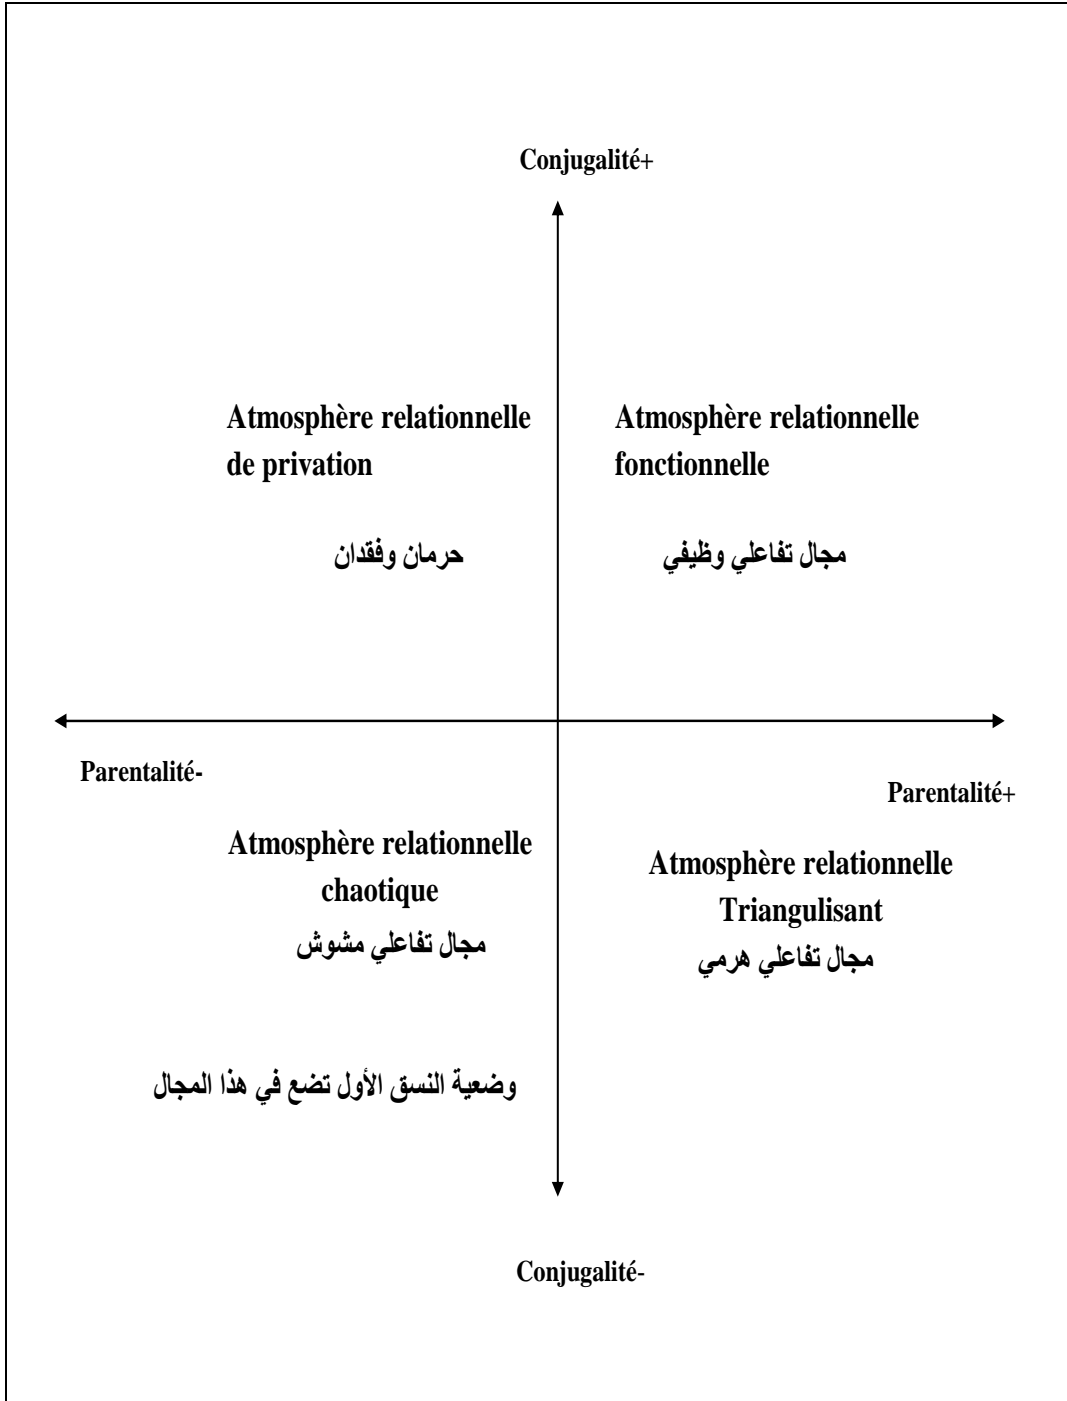 Conjugalité+
Atmosphère relationnelle
de privation
Atmosphère relationnelle
fonctionnelle
حرمان وفقدان
مجال تفاعلي وظيفي
Parentalité-
Parentalité+
Atmosphère relationnelle
chaotique
مجال تفاعلي مشوش
Atmosphère relationnelle
Triangulisant
مجال تفاعلي هرمي
وضعية النسق الأول تضع في هذا المجال
Conjugalité-